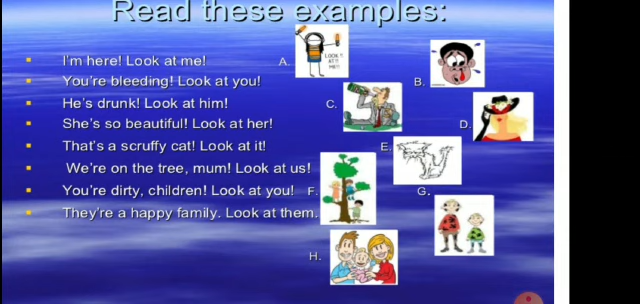 Read these examples:
I'm here! Look at me! A.
LOOK AT ME!!
You're bleeding! Look at you! B.
He's drunk! Look at him! C.
She's so beautiful! Look at her! D.
That's a scruffy cat! Look at it! E.
We're on the tree, mum! Look at us!
You're dirty, children! Look at you! F. G.
They're a happy family. Look at them.
H.